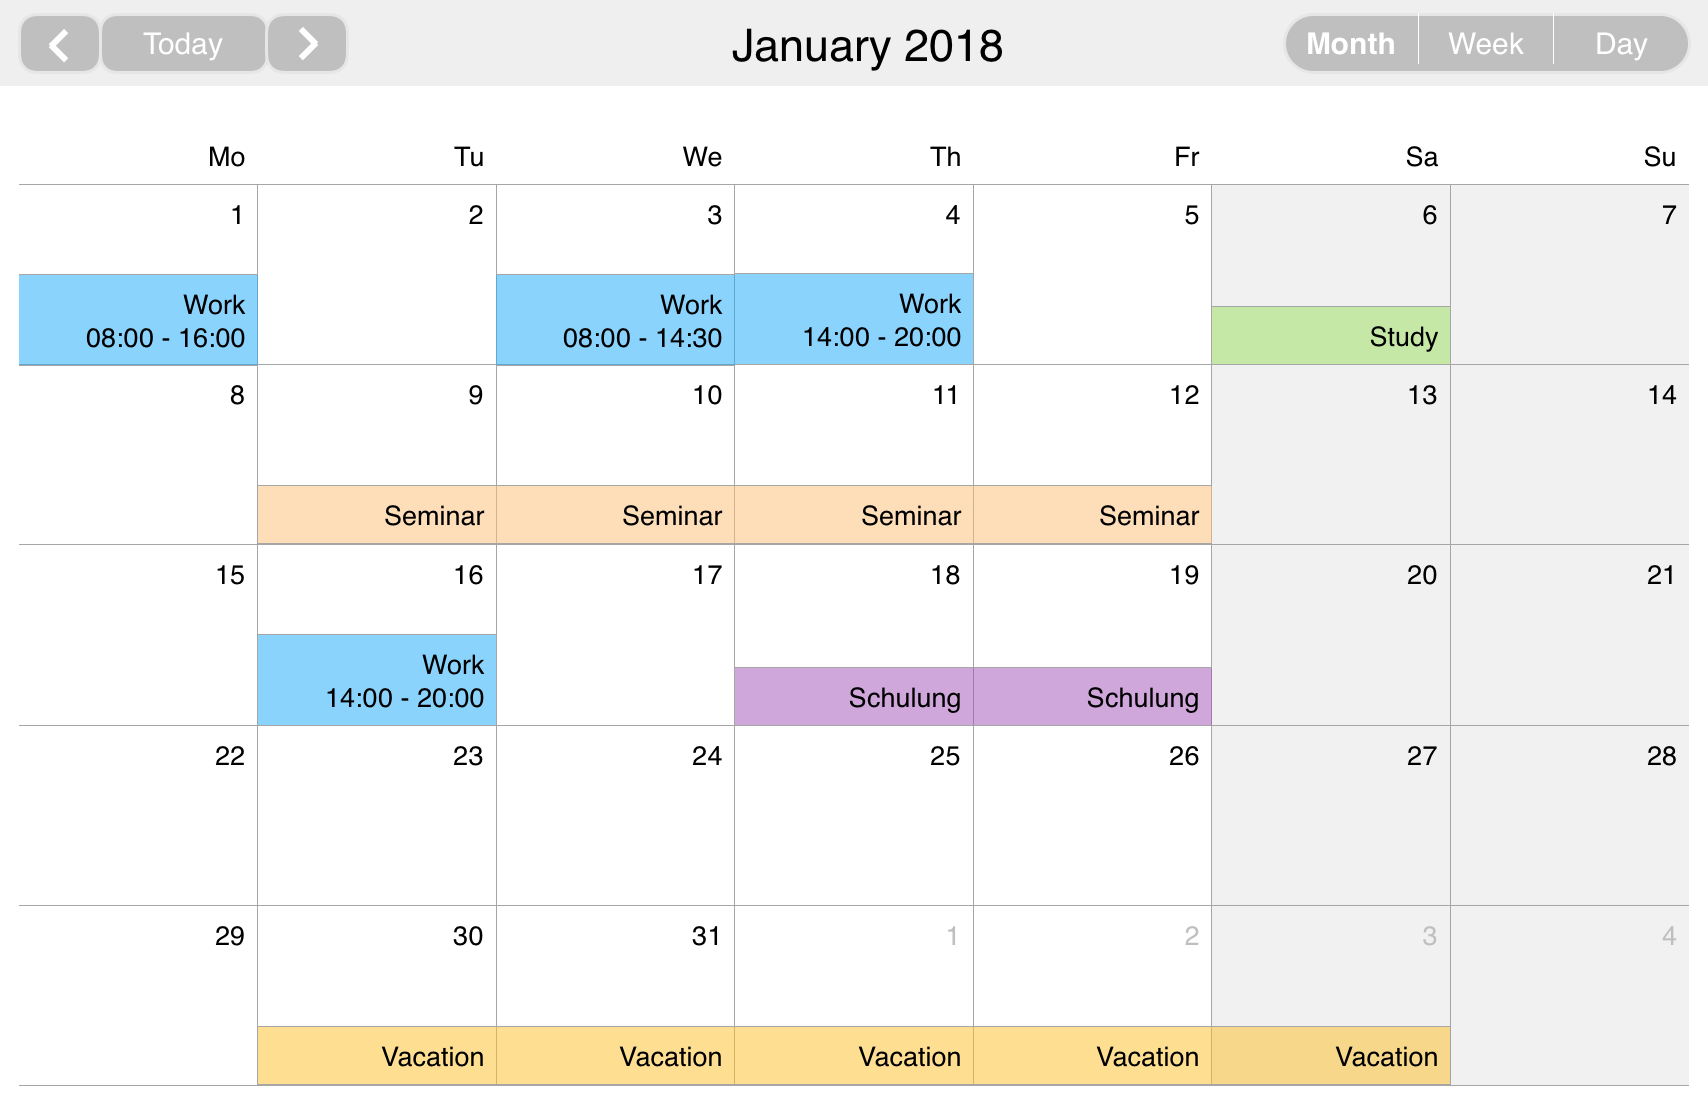 Today
January 2018
Month Week Day
Mo Tu We Th Fr Sa Su
1 2 3 4 5 6 7
Work Work Work
08:00 - 16:00 08:00 - 14:30 14:00 - 20:00 Study
8 9 10 11 12 13 14
Seminar Seminar Seminar Seminar
15 16 17 18 19 20 21
Work
14:00 - 20:00 Schulung Schulung
22 23 24 25 26 27 28
29 30 31 1 2 3 4
Vacation Vacation Vacation Vacation Vacation